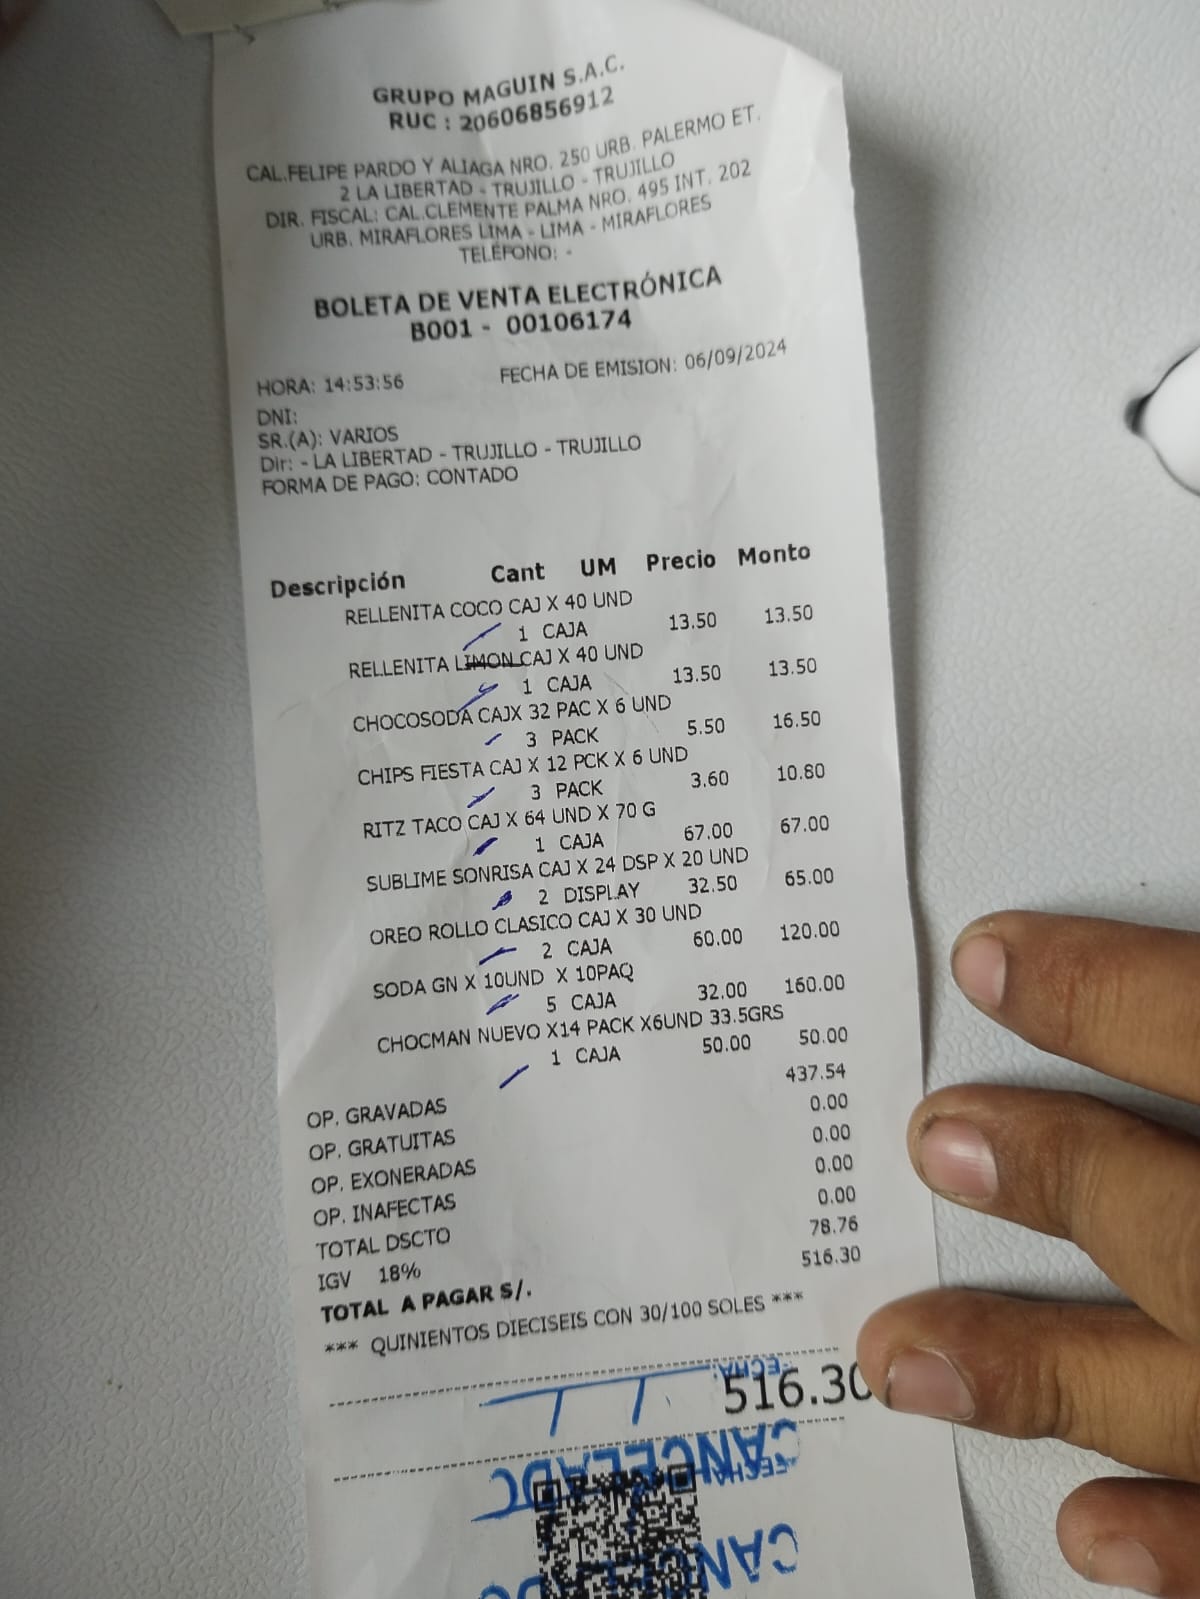 GRUPO MAGUIN S.A.C.
RUC : 20606856912
CAL.FELIPE PARDO Y ALIAGA NRO. 250 URB. PALERMO ET.
2 LA LIBERTAD - TRUJILLO - TRUJILLO
DIR. FISCAL: CAL.CLEMENTE PALMA NRO. 495 INT. 202
URB. MIRAFLORES LIMA - LIMA - MIRAFLORES
TELÉFONO: -
BOLETA DE VENTA ELECTRÓNICA
B001 - 00106174
HORA: 14:53:56 FECHA DE EMISION: 06/09/2024
DNI:
SR.(A): VARIOS
Dir: - LA LIBERTAD - TRUJILLO - TRUJILLO
FORMA DE PAGO: CONTADO
Descripción Cant UM Precio Monto
RELLENITA COCO CAJ X 40 UND
1 CAJA 13.50 13.50
RELLENITA LIMON CAJ X 40 UND
1 CAJA 13.50 13.50
CHOCOSODA CAJX 32 PAC X 6 UND
3 PACK 5.50 16.50
CHIPS FIESTA CAJ X 12 PCK X 6 UND
3 PACK 3.60 10.80
RITZ TACO CAJ X 64 UND X 70 G
1 CAJA 67.00 67.00
SUBLIME SONRISA CAJ X 24 DSP X 20 UND
2 DISPLAY 32.50 65.00
OREO ROLLO CLASICO CAJ X 30 UND
2 CAJA 60.00 120.00
SODA GN X 10UND X 10PAQ
5 CAJA 32.00 160.00
CHOCMAN NUEVO X14 PACK X6UND 33.5GRS
1 CAJA 50.00 50.00
OP. GRAVADAS 437.54
OP. GRATUITAS 0.00
OP. EXONERADAS 0.00
OP. INAFECTAS 0.00
TOTAL DSCTO 0.00
IGV 18% 78.76
TOTAL A PAGAR S/. 516.30
*** QUINIENTOS DIECISEIS CON 30/100 SOLES ***
FECHA:
516.30
CANCELADO
FECHA